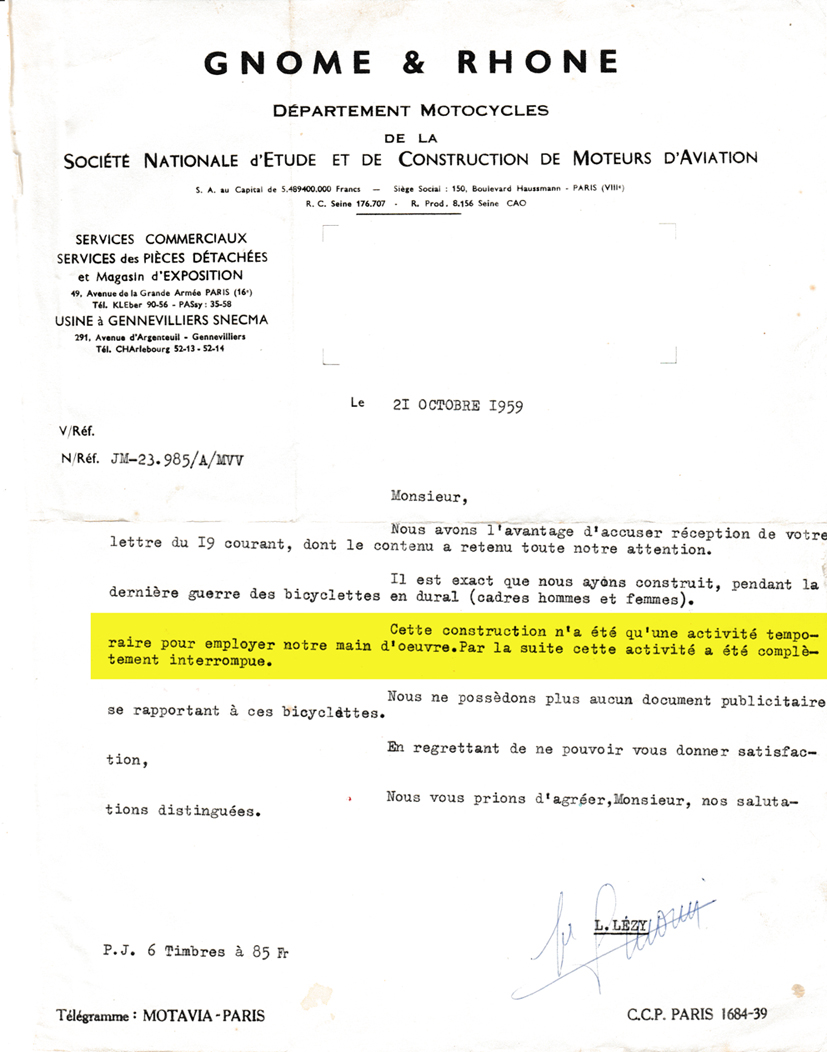 GNOME & RHONE
DÉPARTEMENT MOTOCYCLES
DE LA
SOCIÉTÉ NATIONALE d'ETUDE ET DE CONSTRUCTION DE MOTEURS D'AVIATION
S. A. au Capital de 5.489400.000 Francs — Siège Social : 150, Boulevard Haussmann - PARIS (VIIIe)
R. C. Seine 176.707 - R. Prod. 8.156 Seine CAO
SERVICES COMMERCIAUX
SERVICES des PIÈCES DÉTACHÉES
et Magasin d'EXPOSITION
49, Avenue de la Grande Armée PARIS (16e)
Tél. KLEber 90-56 - PASsy : 35-58
USINE à GENNEVILLIERS SNECMA
291, Avenue d'Argenteuil - Gennevilliers
Tél. CHArlebourg 52-13 - 52-14
Le 2I OCTOBRE I959
V/Réf.
N/Réf. JM-23.985/A/MVV
Monsieur,
Nous avons l'avantage d'accuser réception de votre
lettre du I9 courant, dont le contenu a retenu toute notre attention.
Il est exact que nous ayons construit, pendant la
dernière guerre des bicyclettes en dural (cadres hommes et femmes).
Cette construction n'a été qu'une activité tempo-
raire pour employer notre main d'oeuvre.Par la suite cette activité a été complè-
tement interrompue.
Nous ne possèdons plus aucun document publicitaire
se rapportant à ces bicyclettes.
En regrettant de ne pouvoir vous donner satisfac-
tion,
Nous vous prions d'agréer,Monsieur, nos saluta-
tions distinguées.
L.LÉZY
P.J. 6 Timbres à 85 Fr
Télégramme : MOTAVIA - PARIS
C.C.P. PARIS 1684-39